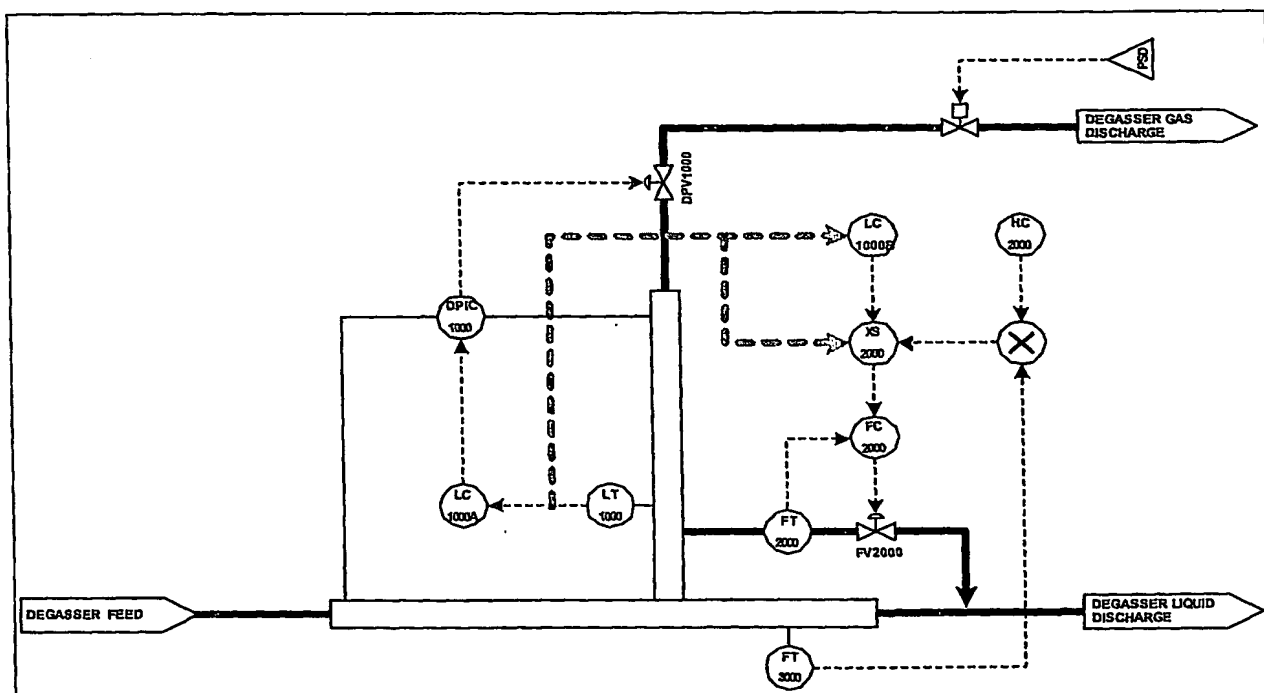 PSD
DEGASSER GAS
DISCHARGE
DPV1000
LC
1000B
HC
2000
DPIC
1000
XS
2000
FC
2000
LC
1000A
LT
1000
FT
2000
FV2000
DEGASSER FEED
DEGASSER LIQUID
DISCHARGE
FT
3000